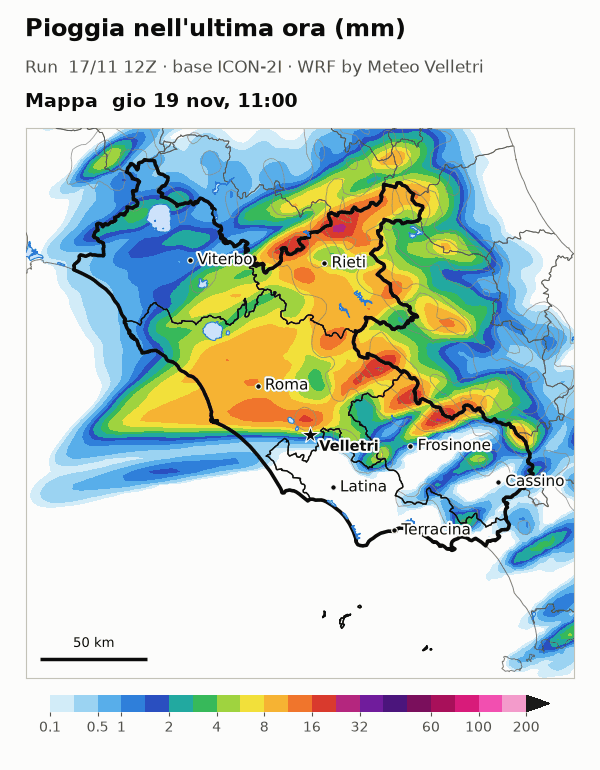 Pioggia nell'ultima ora (mm)
Run  17/11 12Z · base ICON-2I · WRF by Meteo Velletri
Mappa  gio 19 nov, 11:00
Viterbo
Rieti
Roma
Velletri
Frosinone
Latina
Cassino
Terracina
50 km
0.1 0.5 1 2 4 8 16 32 60 100 200